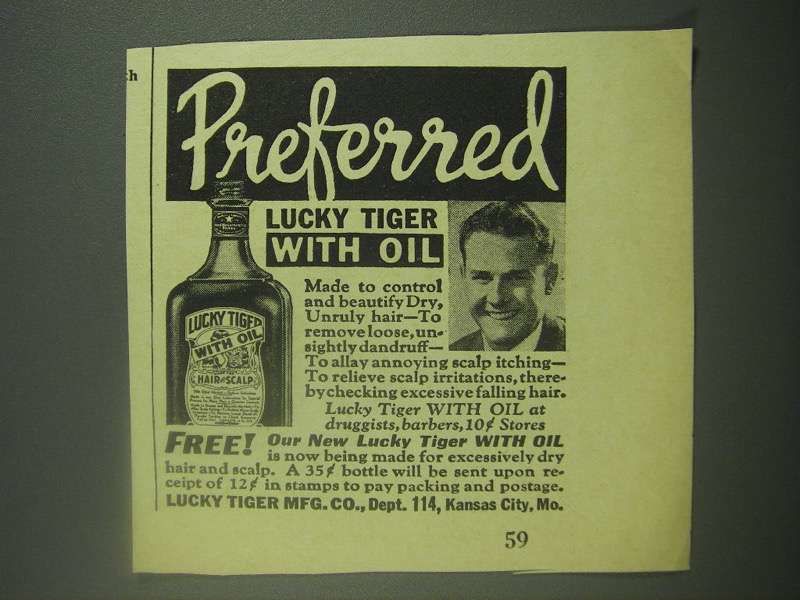 :h
Preferred
LUCKY TIGER
WITH OIL
Made to control
and beautify Dry,
Unruly hair—To
remove loose, un-
sightly dandruff—
To allay annoying scalp itching—
To relieve scalp irritations, there-
by checking excessive falling hair.
Lucky Tiger WITH OIL at
druggists, barbers, 10¢ Stores
LUCKY TIGER
WITH OIL
HAIR & SCALP
FREE! Our New Lucky Tiger WITH OIL
is now being made for excessively dry
hair and scalp. A 35¢ bottle will be sent upon re-
ceipt of 12¢ in stamps to pay packing and postage.
LUCKY TIGER MFG. CO., Dept. 114, Kansas City, Mo.
59